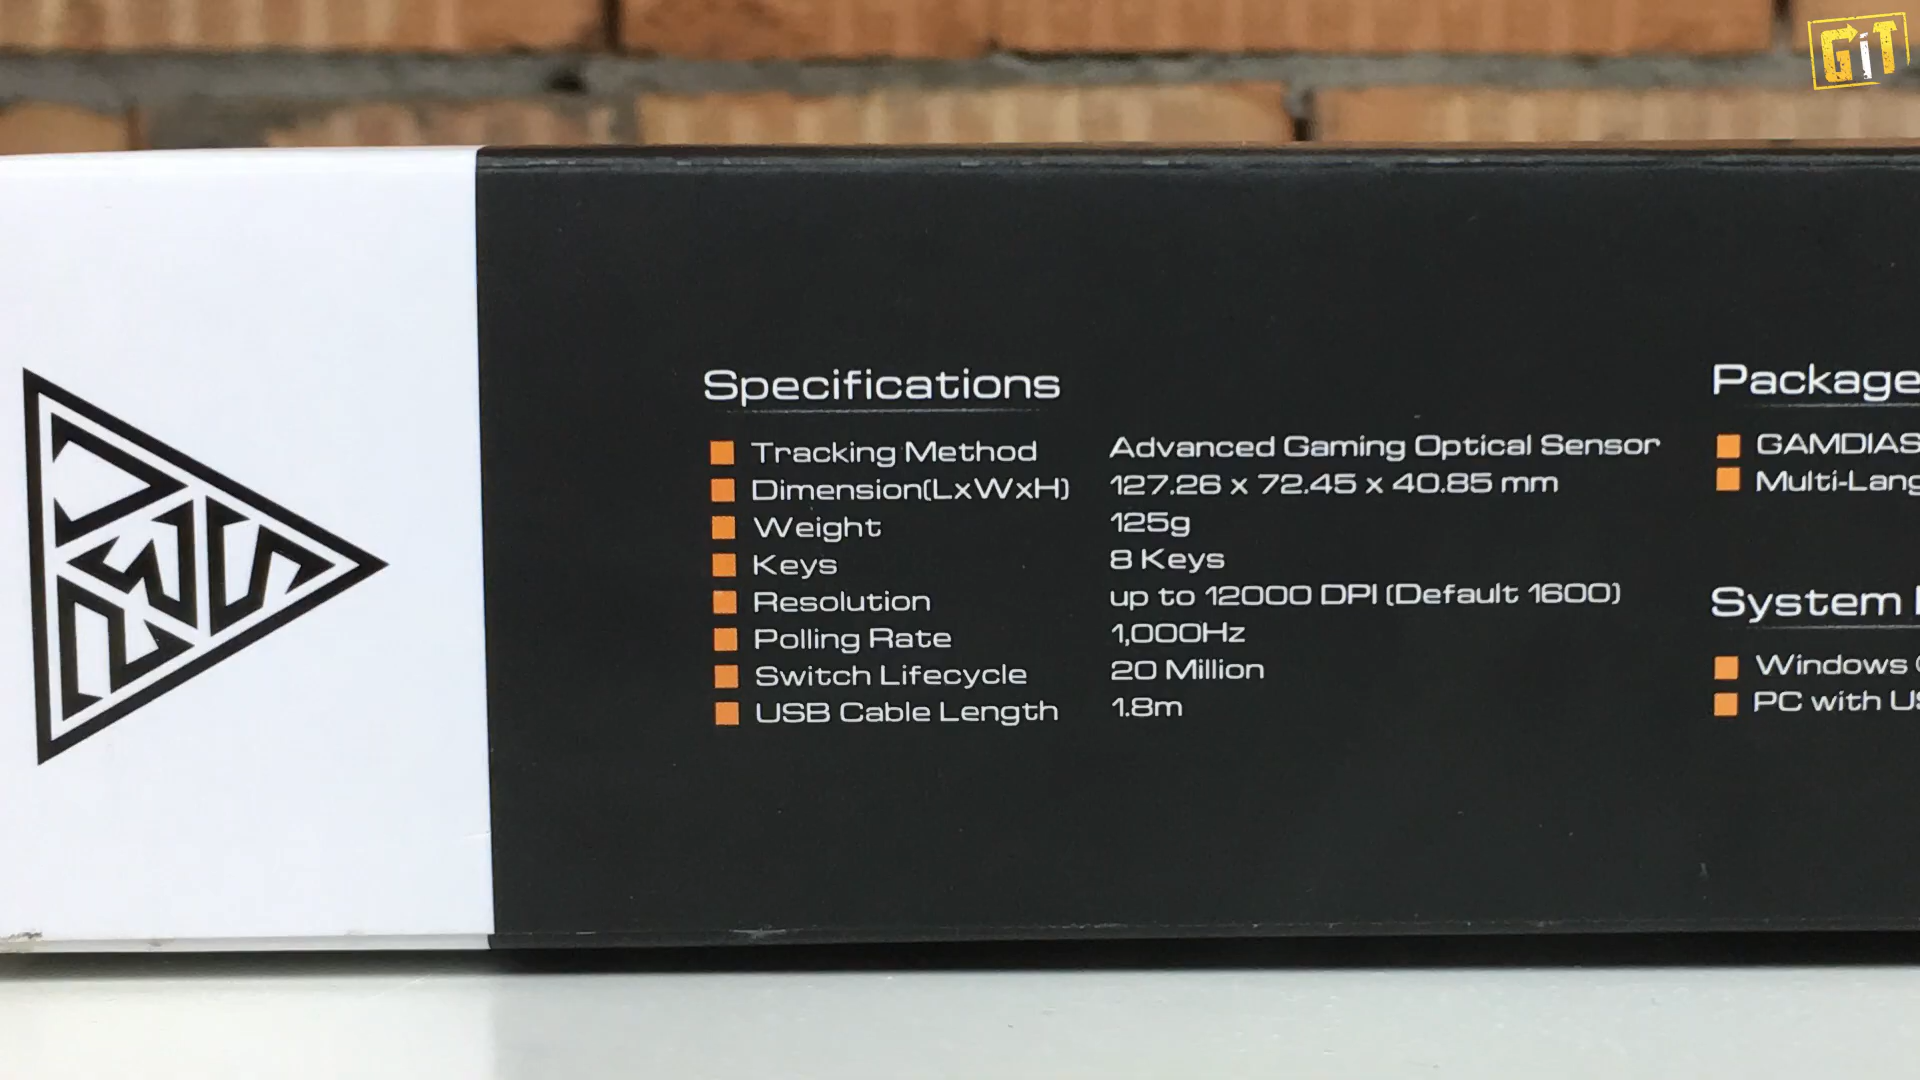 GiT
Specifications
Tracking Method Advanced Gaming Optical Sensor
Dimension(LxWxH) 127.26 x 72.45 x 40.85 mm
Weight 125g
Keys 8 Keys
Resolution up to 12000 DPI (Default 1600)
Polling Rate 1,000Hz
Switch Lifecycle 20 Million
USB Cable Length 1.8m
Package
GAMDIAS
Multi-Lang
System
Windows
PC with US